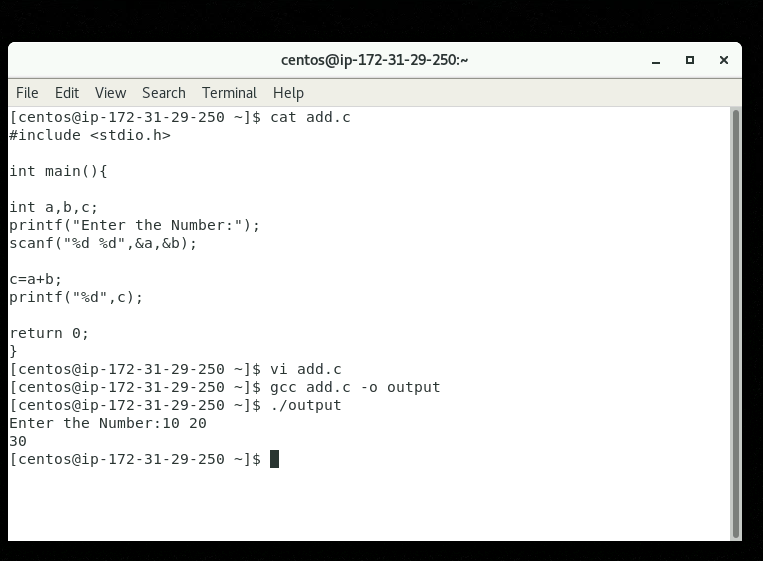 centos@ip-172-31-29-250:~
File Edit View Search Terminal Help
[centos@ip-172-31-29-250 ~]$ cat add.c
#include <stdio.h>
int main(){
int a,b,c;
printf("Enter the Number:");
scanf("%d %d",&a,&b);
c=a+b;
printf("%d",c);
return 0;
}
[centos@ip-172-31-29-250 ~]$ vi add.c
[centos@ip-172-31-29-250 ~]$ gcc add.c -o output
[centos@ip-172-31-29-250 ~]$ ./output
Enter the Number:10 20
30
[centos@ip-172-31-29-250 ~]$